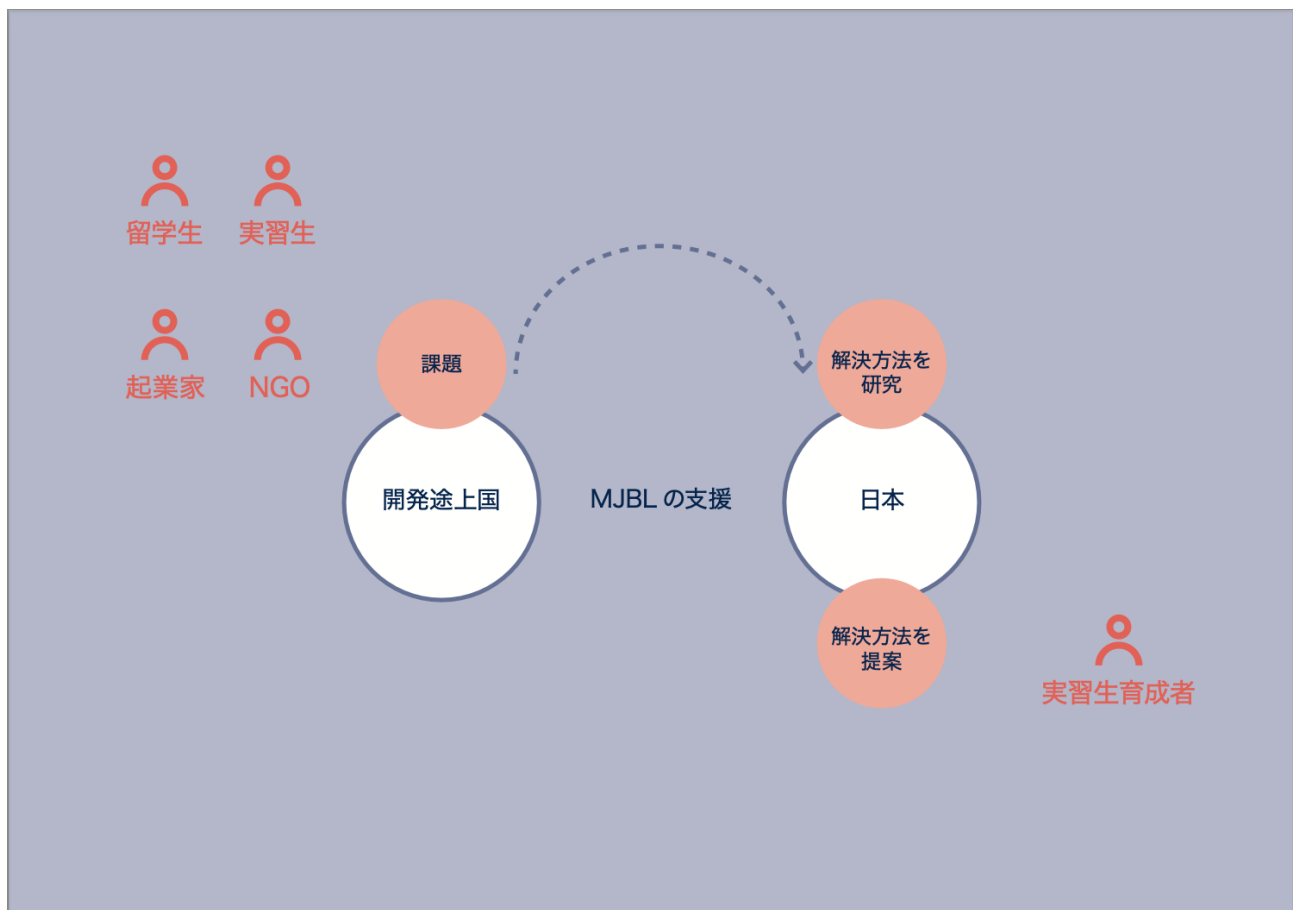 留学生
実習生
起業家
NGO
課題
解決方法を
研究
開発途上国
MJBL の支援
日本
解決方法を
提案
実習生育成者